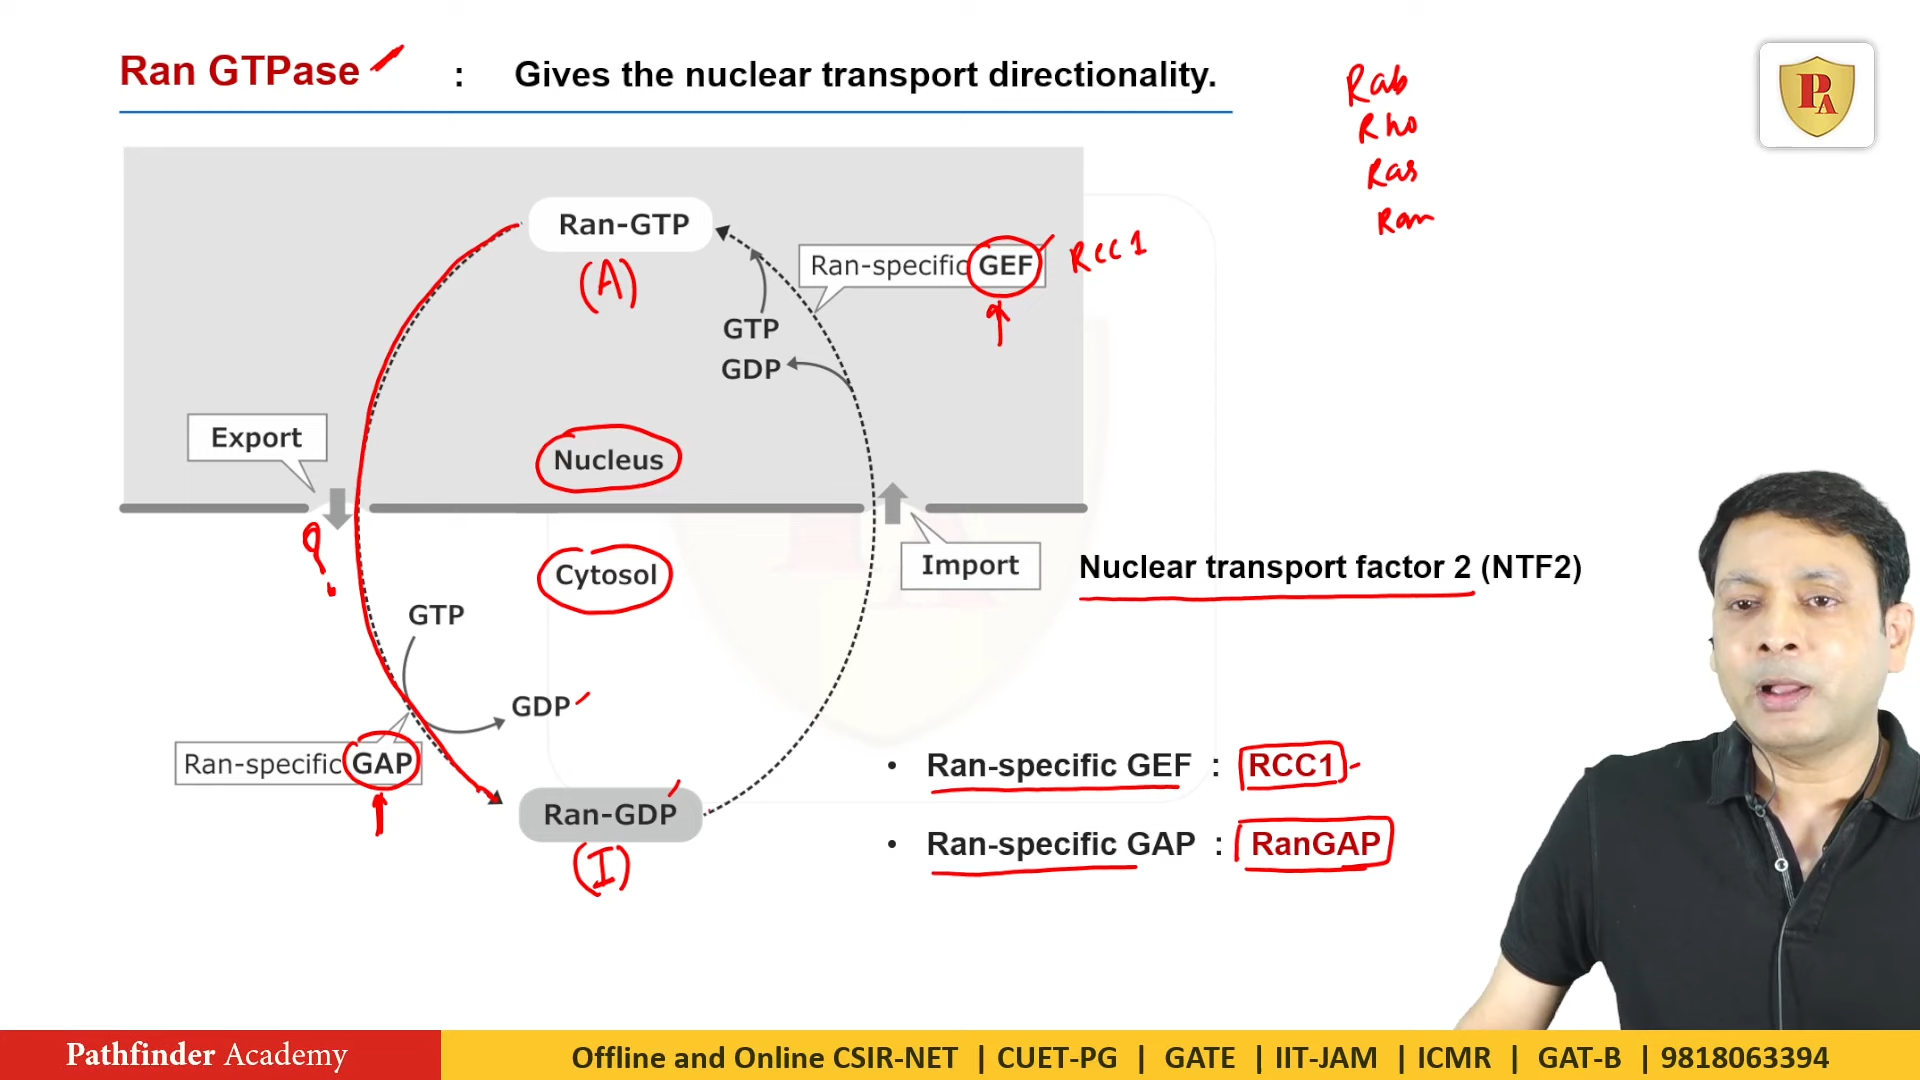 Ran GTPase : Gives the nuclear transport directionality.
Rab
Rho
Ras
Ran
PA
Ran-GTP
(A)
Ran-specific GEF
RCC1
GTP
GDP
Export
Nucleus
Cytosol
Import
Nuclear transport factor 2 (NTF2)
GTP
GDP
Ran-specific GAP
Ran-GDP
(I)
• Ran-specific GEF : RCC1
• Ran-specific GAP : RanGAP
Pathfinder Academy
Offline and Online CSIR-NET | CUET-PG | GATE | IIT-JAM | ICMR | GAT-B | 9818063394